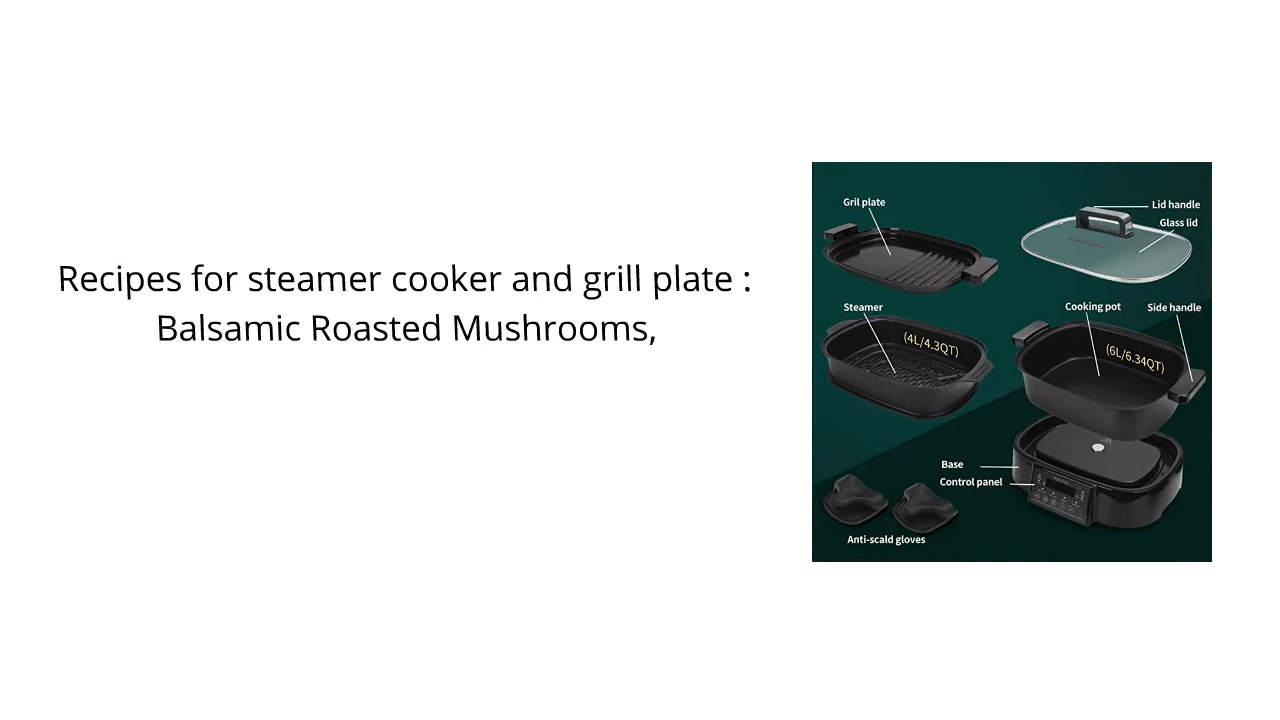 Recipes for steamer cooker and grill plate :
Balsamic Roasted Mushrooms,
Gril plate
Lid handle
Glass lid
Steamer
Cooking pot
Side handle
(4L/4.3QT)
(6L/6.34QT)
Base
Control panel
Anti-scald gloves